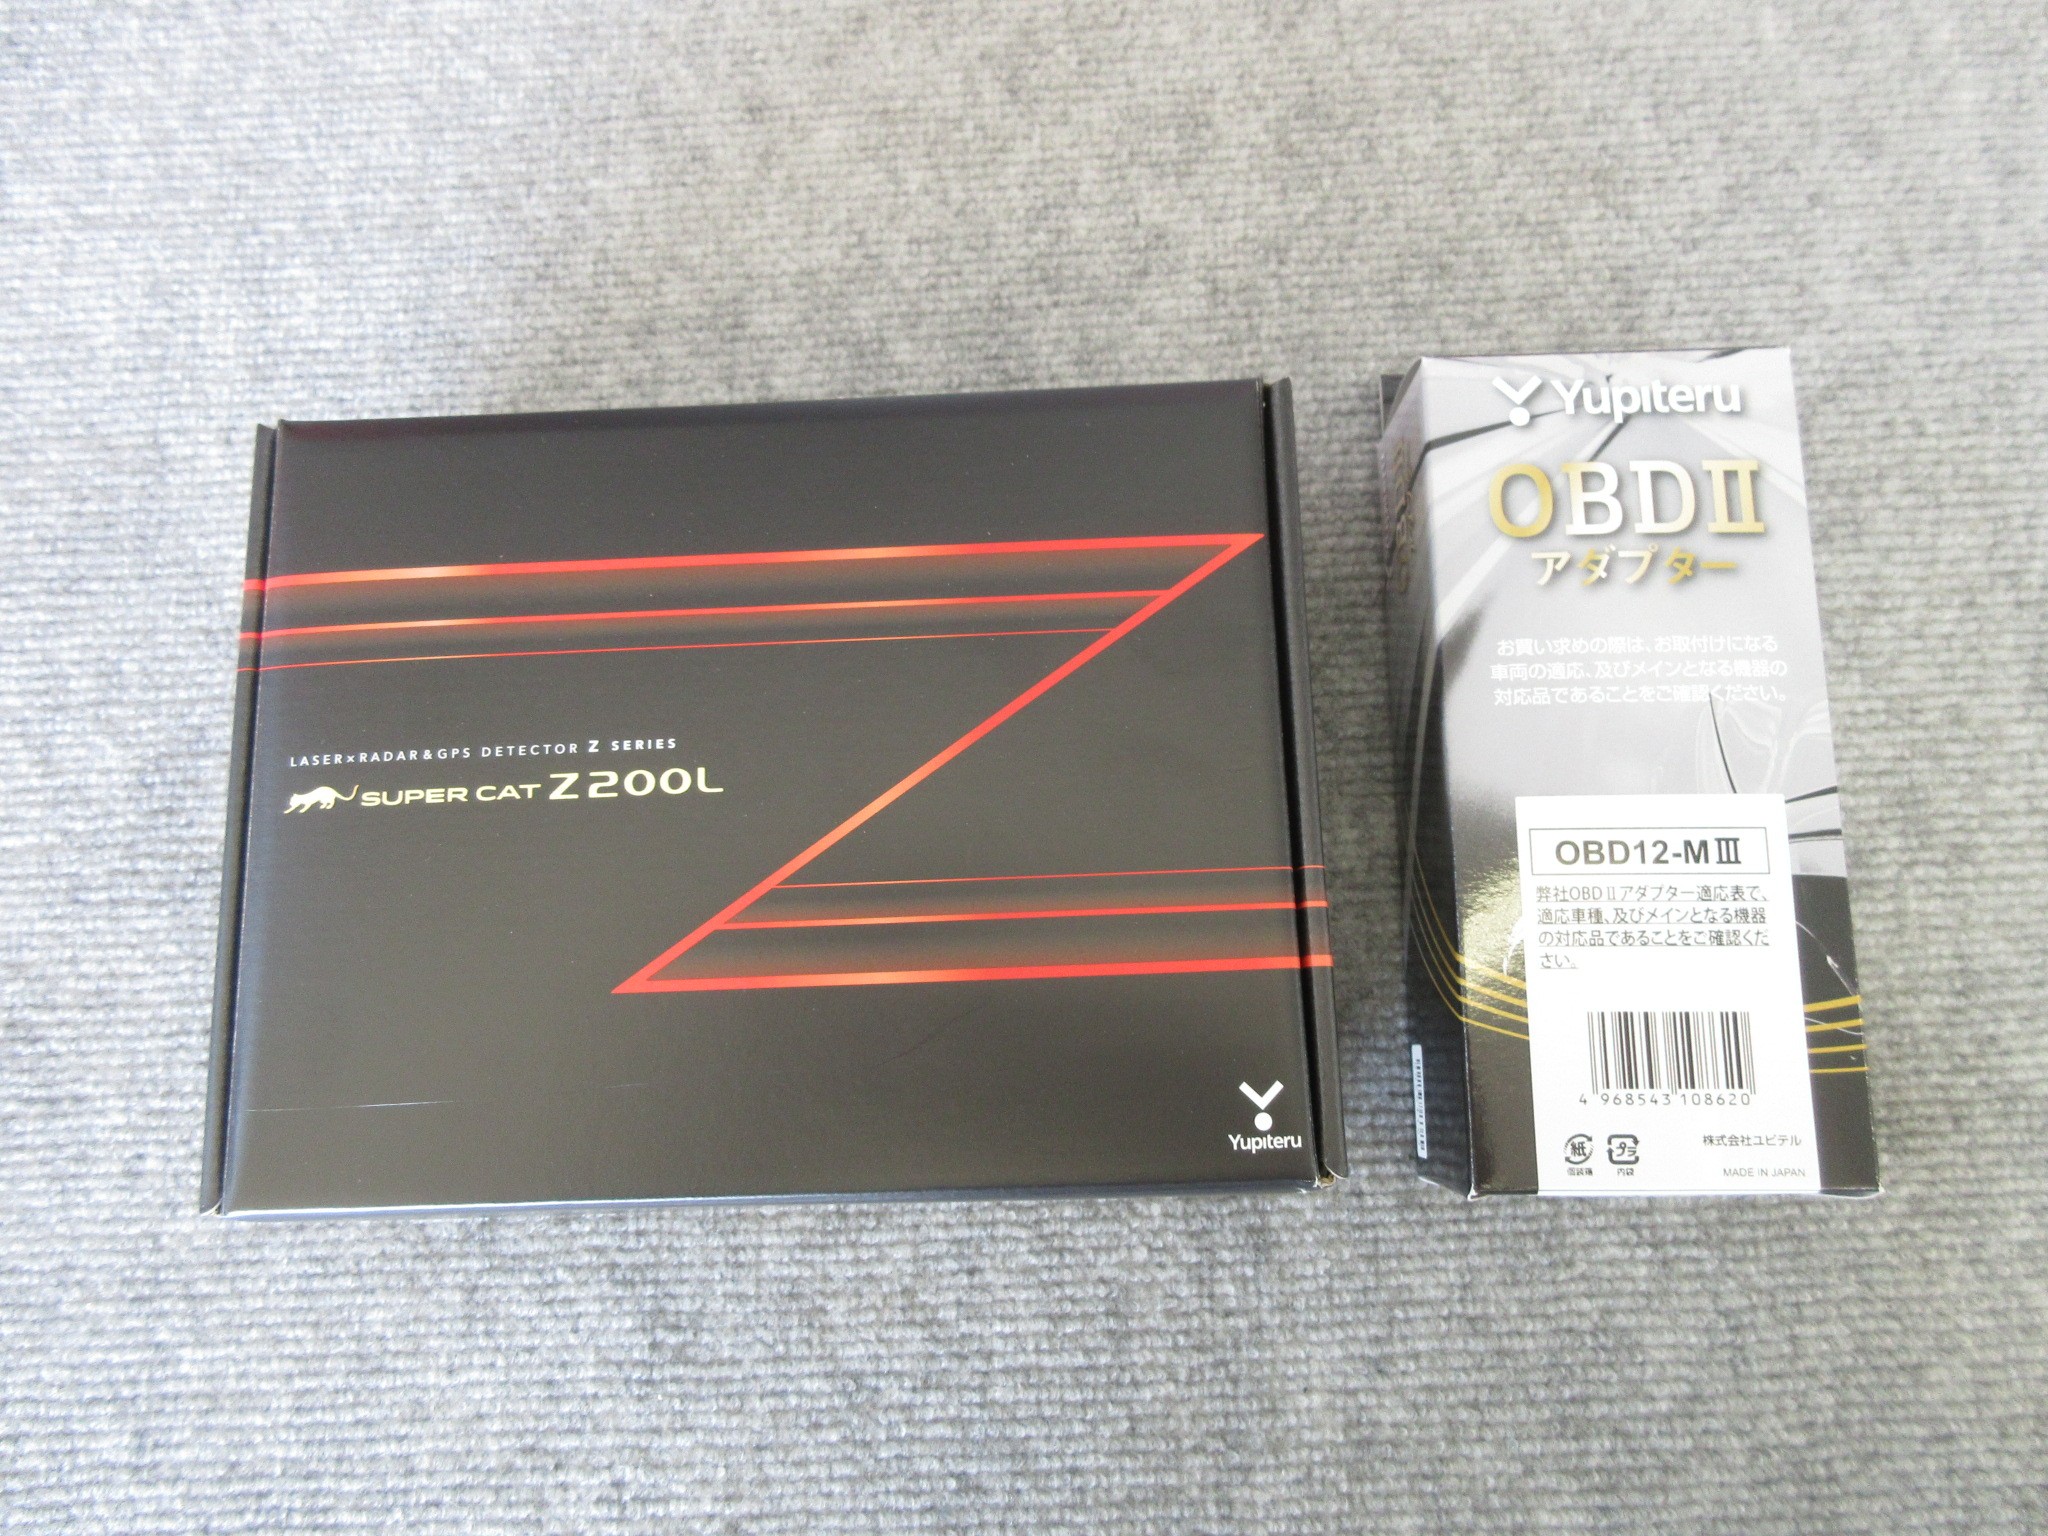 LASER×RADAR&GPS DETECTOR Z SERIES
SUPER CAT Z200L
Yupiteru
Yupiteru
OBDⅡ
アダプター
お買い求めの際は、お取付けになる
車両の適応、及びメインとなる機器の
対応品であることをご確認ください。
OBD12-MⅢ
弊社OBDⅡアダプター適応表で、
適応車種、及びメインとなる機器
の対応品であることをご確認くだ
さい。
4 968543 108620
紙
個装箱
プラ
内袋
株式会社ユピテル
MADE IN JAPAN